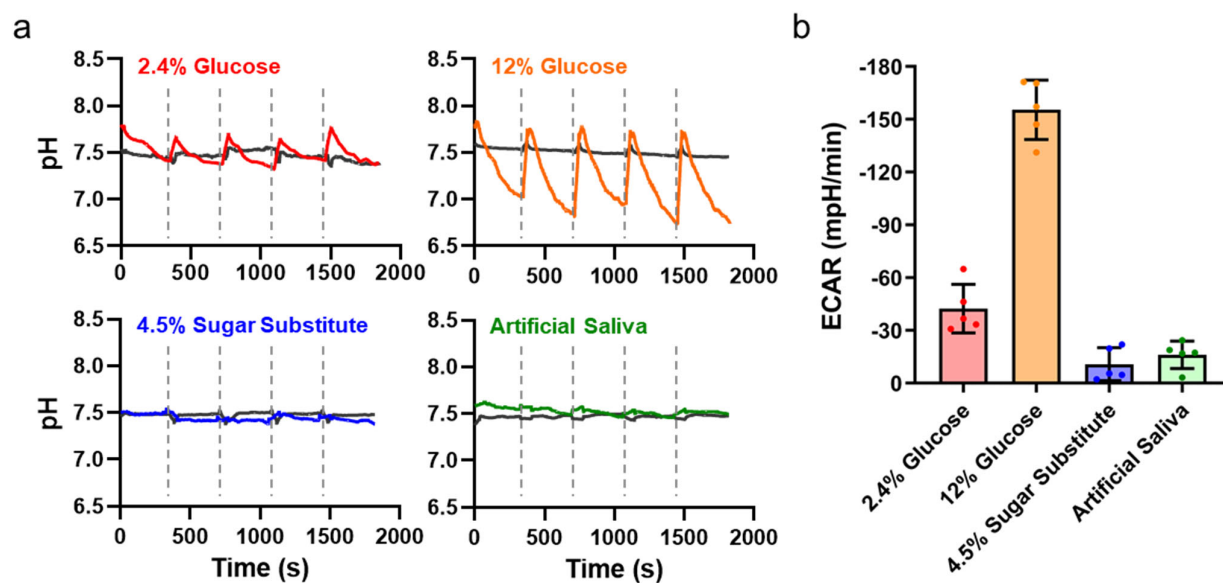 a
2.4% Glucose
12% Glucose
8.5
8.0
7.5
7.0
6.5
pH
0 500 1000 1500 2000
8.5
8.0
7.5
7.0
6.5
0 500 1000 1500 2000
4.5% Sugar Substitute
Artificial Saliva
8.5
8.0
7.5
7.0
6.5
pH
0 500 1000 1500 2000
Time (s)
8.5
8.0
7.5
7.0
6.5
0 500 1000 1500 2000
Time (s)
b
-180
-150
-120
-90
-60
-30
0
ECAR (mpH/min)
2.4% Glucose
12% Glucose
4.5% Sugar Substitute
Artificial Saliva